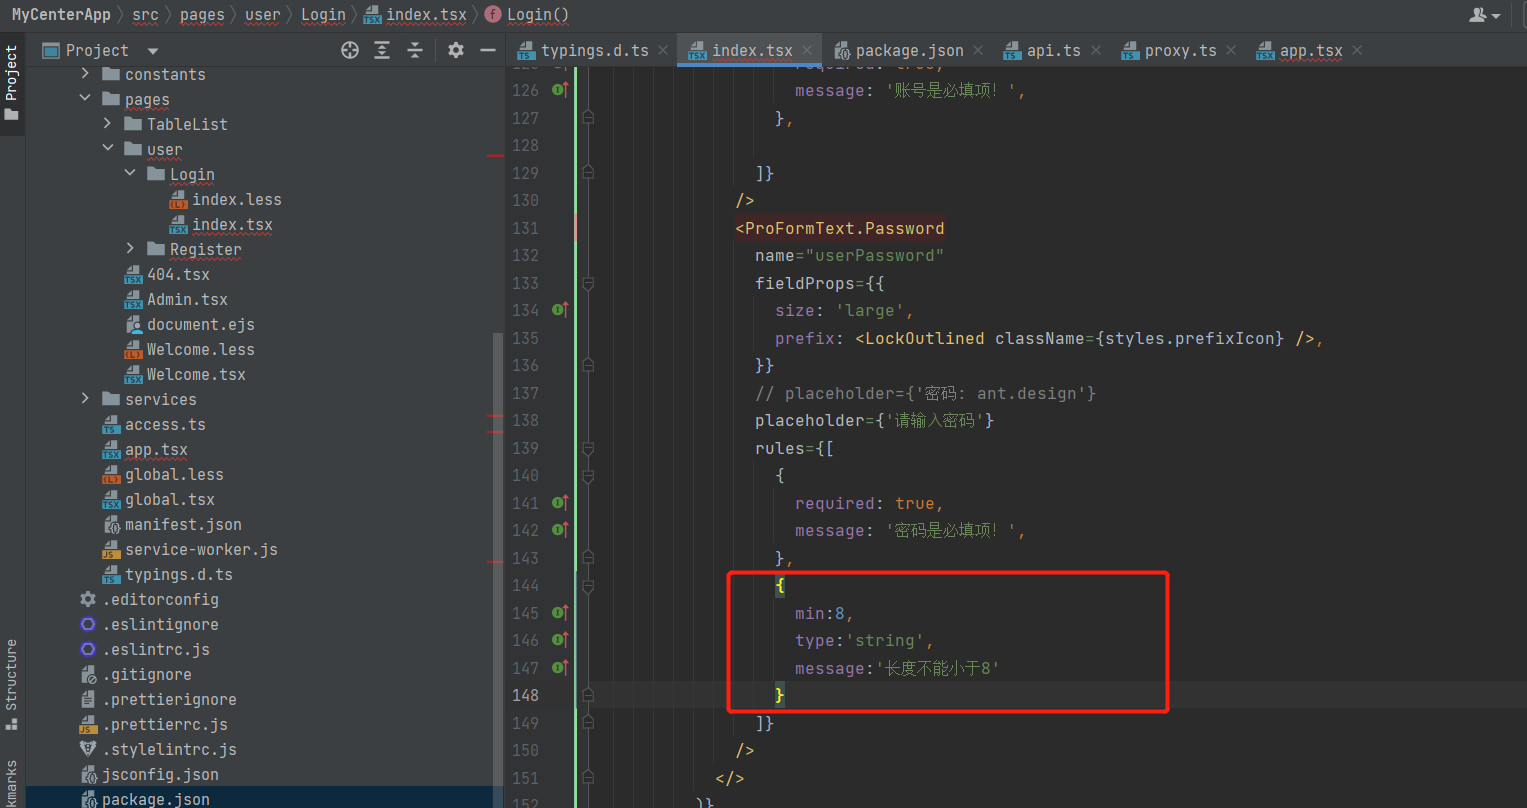 MyCenterApp src pages user Login index.tsx Login()
Project
typings.d.ts index.tsx package.json api.ts proxy.ts app.tsx
Project
Structure
constants
pages
TableList
user
Login
index.less
index.tsx
Register
404.tsx
Admin.tsx
document.ejs
Welcome.less
Welcome.tsx
services
access.ts
app.tsx
global.less
global.tsx
manifest.json
service-worker.js
typings.d.ts
.editorconfig
.eslintignore
.eslintrc.js
.gitignore
.prettierignore
.prettierrc.js
.stylelintrc.js
jsconfig.json
package.json
126 message: '账号是必填项！',
127 },
128
129 ]}
130 />
131 <ProFormText.Password
132 name="userPassword"
133 fieldProps={{
134 size: 'large',
135 prefix: <LockOutlined className={styles.prefixIcon} />,
136 }}
137 // placeholder={'密码: ant.design'}
138 placeholder={'请输入密码'}
139 rules={[
140 {
141 required: true,
142 message: '密码是必填项！',
143 },
144 {
145 min:8,
146 type:'string',
147 message:'长度不能小于8'
148 }
149 ]}
150 />
151 </>
152 )}